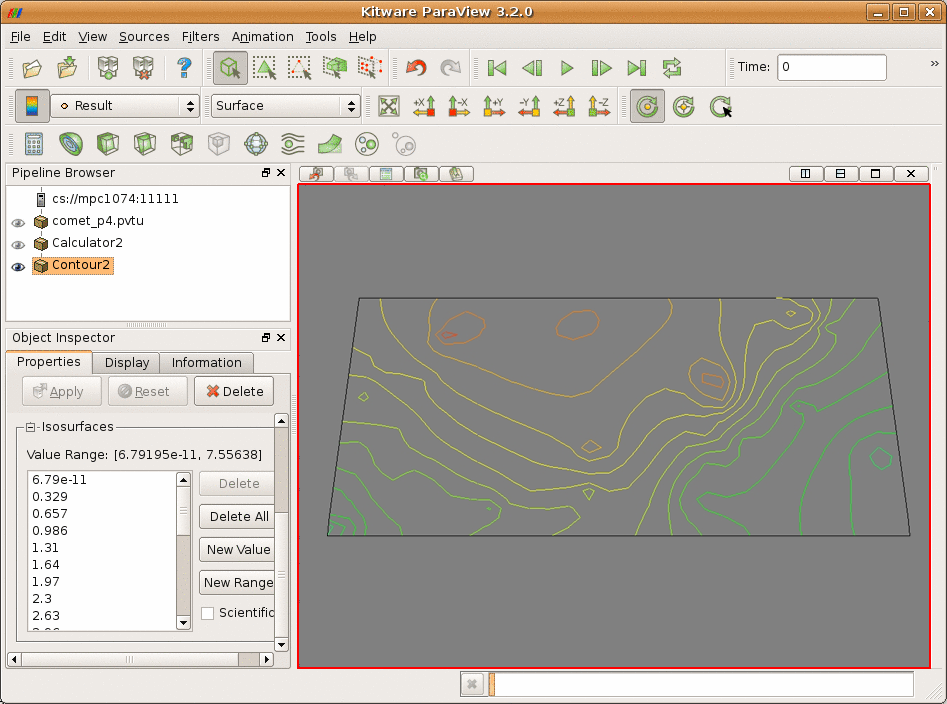 Kitware ParaView 3.2.0
File Edit View Sources Filters Animation Tools Help
Time: 0
Result Surface
+X -X +Y -Y +Z -Z
Pipeline Browser
cs://mpc1074:11111
comet_p4.pvtu
Calculator2
Contour2
Object Inspector
Properties Display Information
Apply Reset Delete
Isosurfaces
Value Range: [6.79195e-11, 7.55638]
6.79e-11
0.329
0.657
0.986
1.31
1.64
1.97
2.3
2.63
Delete
Delete All
New Value
New Range
Scientific